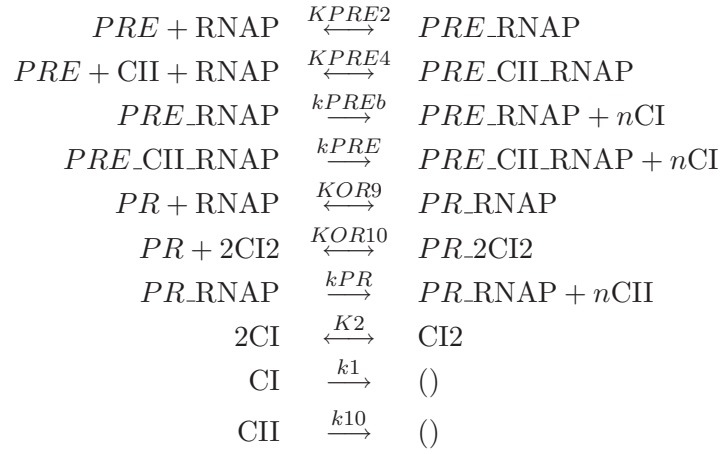 PRE + RNAP ⟷^{KPRE2} PRE_RNAP
PRE + CII + RNAP ⟷^{KPRE4} PRE_CII_RNAP
PRE_RNAP ⟶^{kPREb} PRE_RNAP + nCI
PRE_CII_RNAP ⟶^{kPRE} PRE_CII_RNAP + nCI
PR + RNAP ⟷^{KOR9} PR_RNAP
PR + 2CI2 ⟷^{KOR10} PR_2CI2
PR_RNAP ⟶^{kPR} PR_RNAP + nCII
2CI ⟷^{K2} CI2
CI ⟶^{k1} ()
CII ⟶^{k10} ()